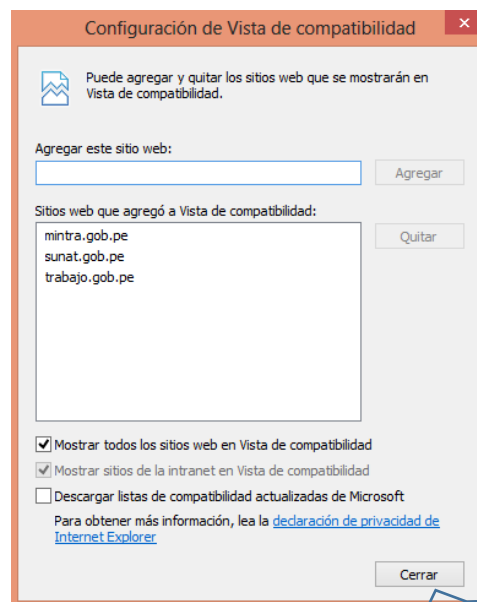 Configuración de Vista de compatibilidad
Puede agregar y quitar los sitios web que se mostrarán en
Vista de compatibilidad.
Agregar este sitio web:
Agregar
Sitios web que agregó a Vista de compatibilidad:
mintra.gob.pe
sunat.gob.pe
trabajo.gob.pe
Quitar
Mostrar todos los sitios web en Vista de compatibilidad
Mostrar sitios de la intranet en Vista de compatibilidad
Descargar listas de compatibilidad actualizadas de Microsoft
Para obtener más información, lea la declaración de privacidad de
Internet Explorer
Cerrar